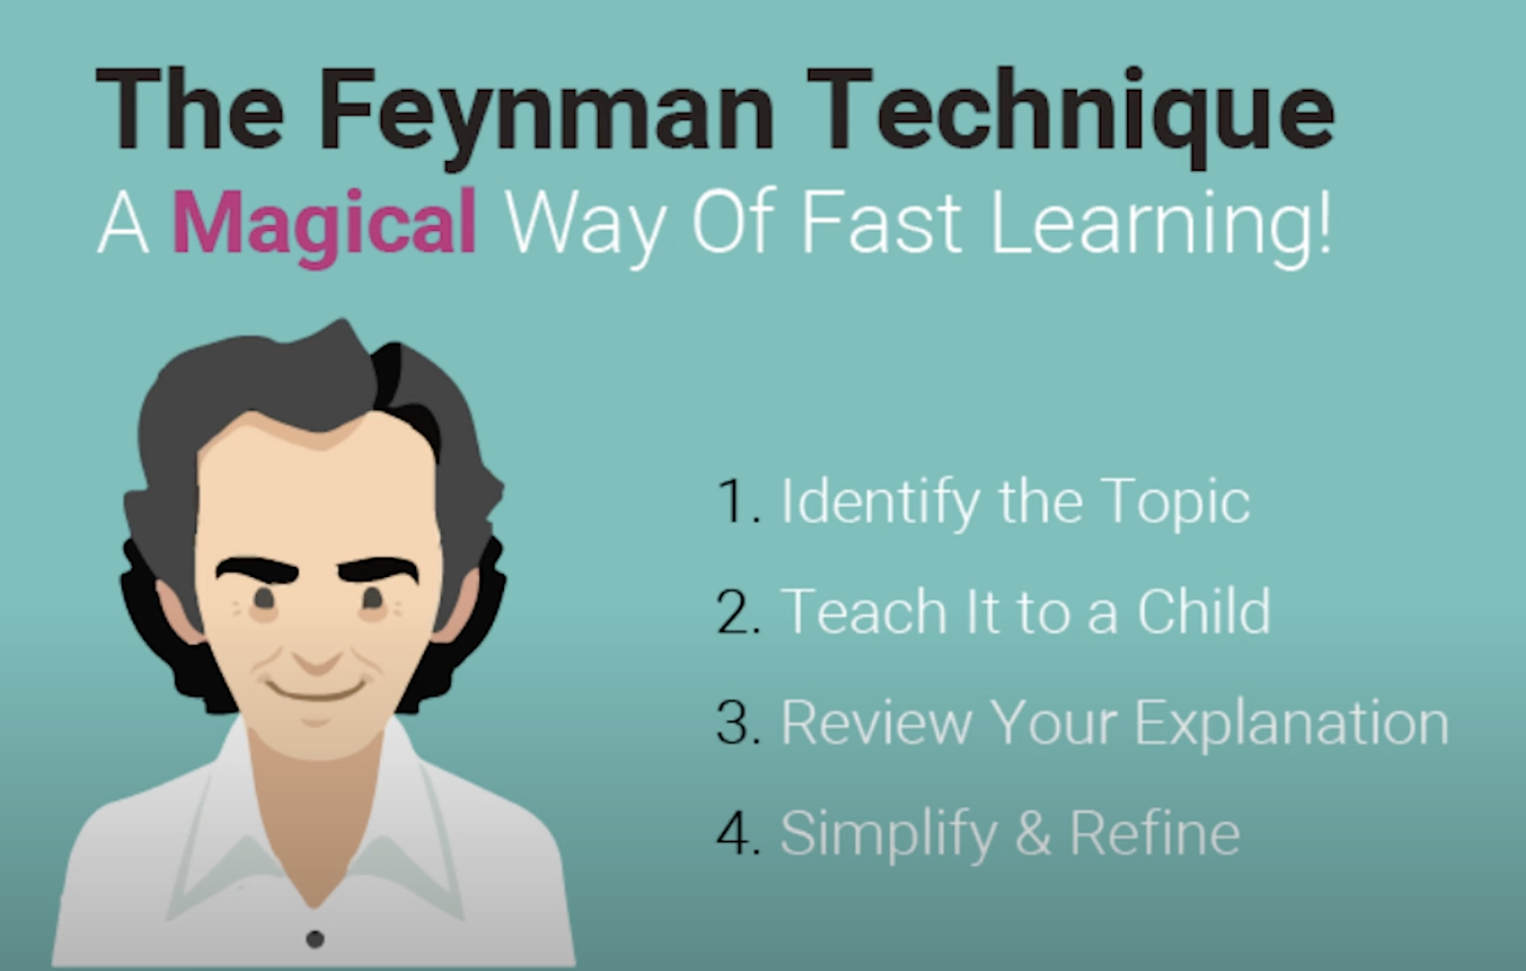 The Feynman Technique
A Magical Way Of Fast Learning!
1. Identify the Topic
2. Teach It to a Child
3. Review Your Explanation
4. Simplify & Refine